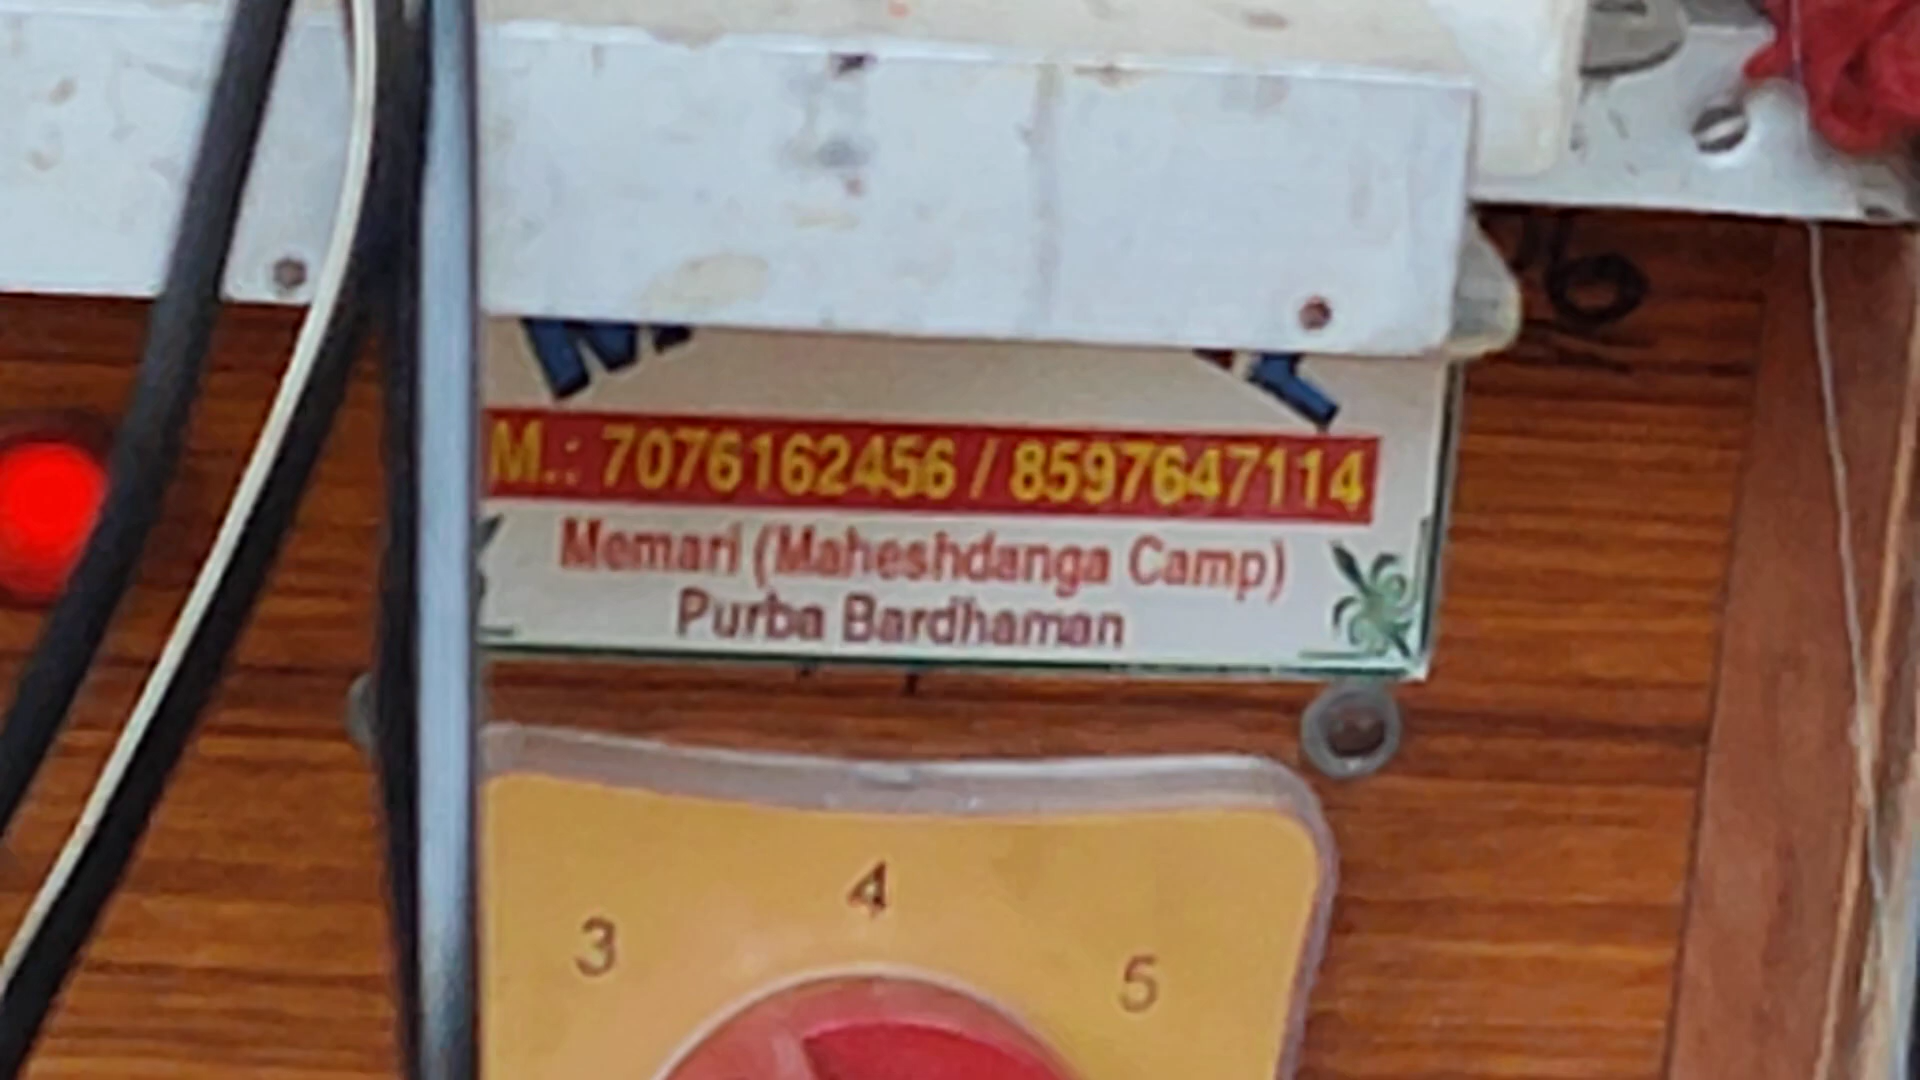 M.: 7076162456 / 8597647114
Memari (Maheshdanga Camp)
Purba Bardhaman
3
4
5